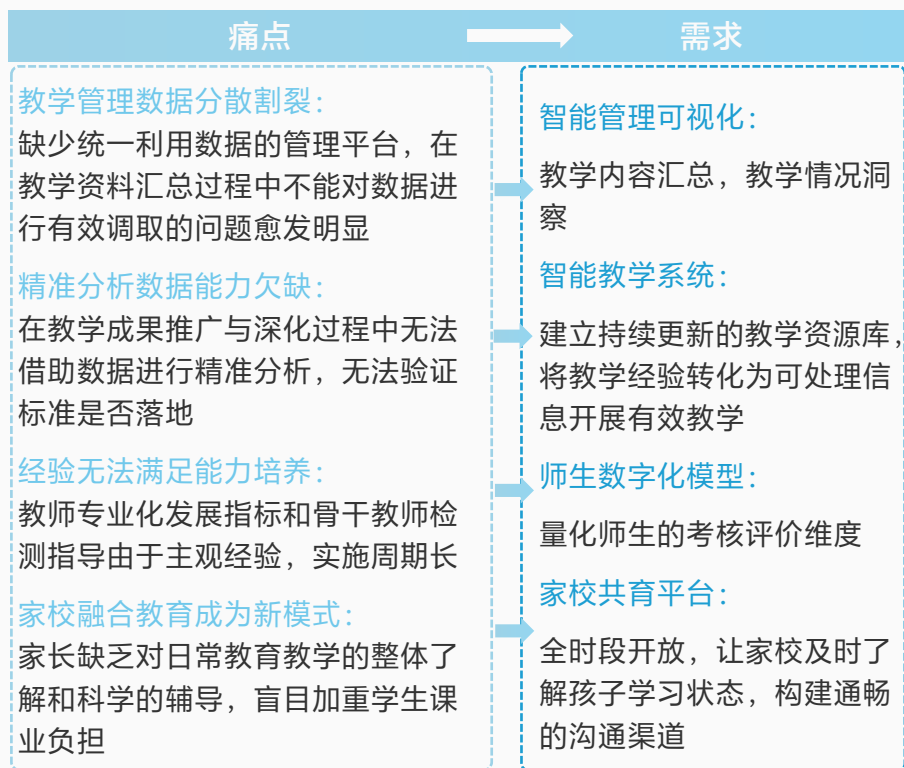 痛点
需求
教学管理数据分散割裂：
缺少统一利用数据的管理平台，在
教学资料汇总过程中不能对数据进
行有效调取的问题愈发明显
精准分析数据能力欠缺：
在教学成果推广与深化过程中无法
借助数据进行精准分析，无法验证
标准是否落地
经验无法满足能力培养：
教师专业化发展指标和骨干教师检
测指导由于主观经验，实施周期长
家校融合教育成为新模式：
家长缺乏对日常教育教学的整体了
解和科学的辅导，盲目加重学生课
业负担
智能管理可视化：
教学内容汇总，教学情况洞
察
智能教学系统：
建立持续更新的教学资源库，
将教学经验转化为可处理信
息开展有效教学
师生数字化模型：
量化师生的考核评价维度
家校共育平台：
全时段开放，让家校及时了
解孩子学习状态，构建通畅
的沟通渠道